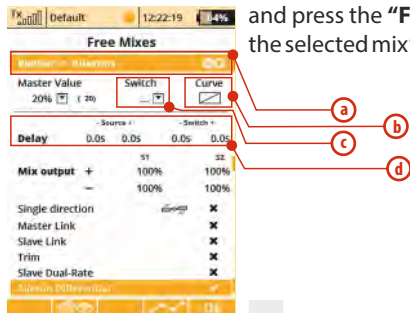 Tx Default 12:22:19 64%
and press the "F
the selected mix
Free Mixes
Master Value Switch Curve
20% ( 20) ...
a
b
c
d
- Source + - Switch +
Delay 0.0s 0.0s 0.0s 0.0s
S1 S2
Mix output + 100% 100%
− 100% 100%
Single direction
Master Link
Slave Link
Trim
Slave Dual-Rate
Aileron Differential